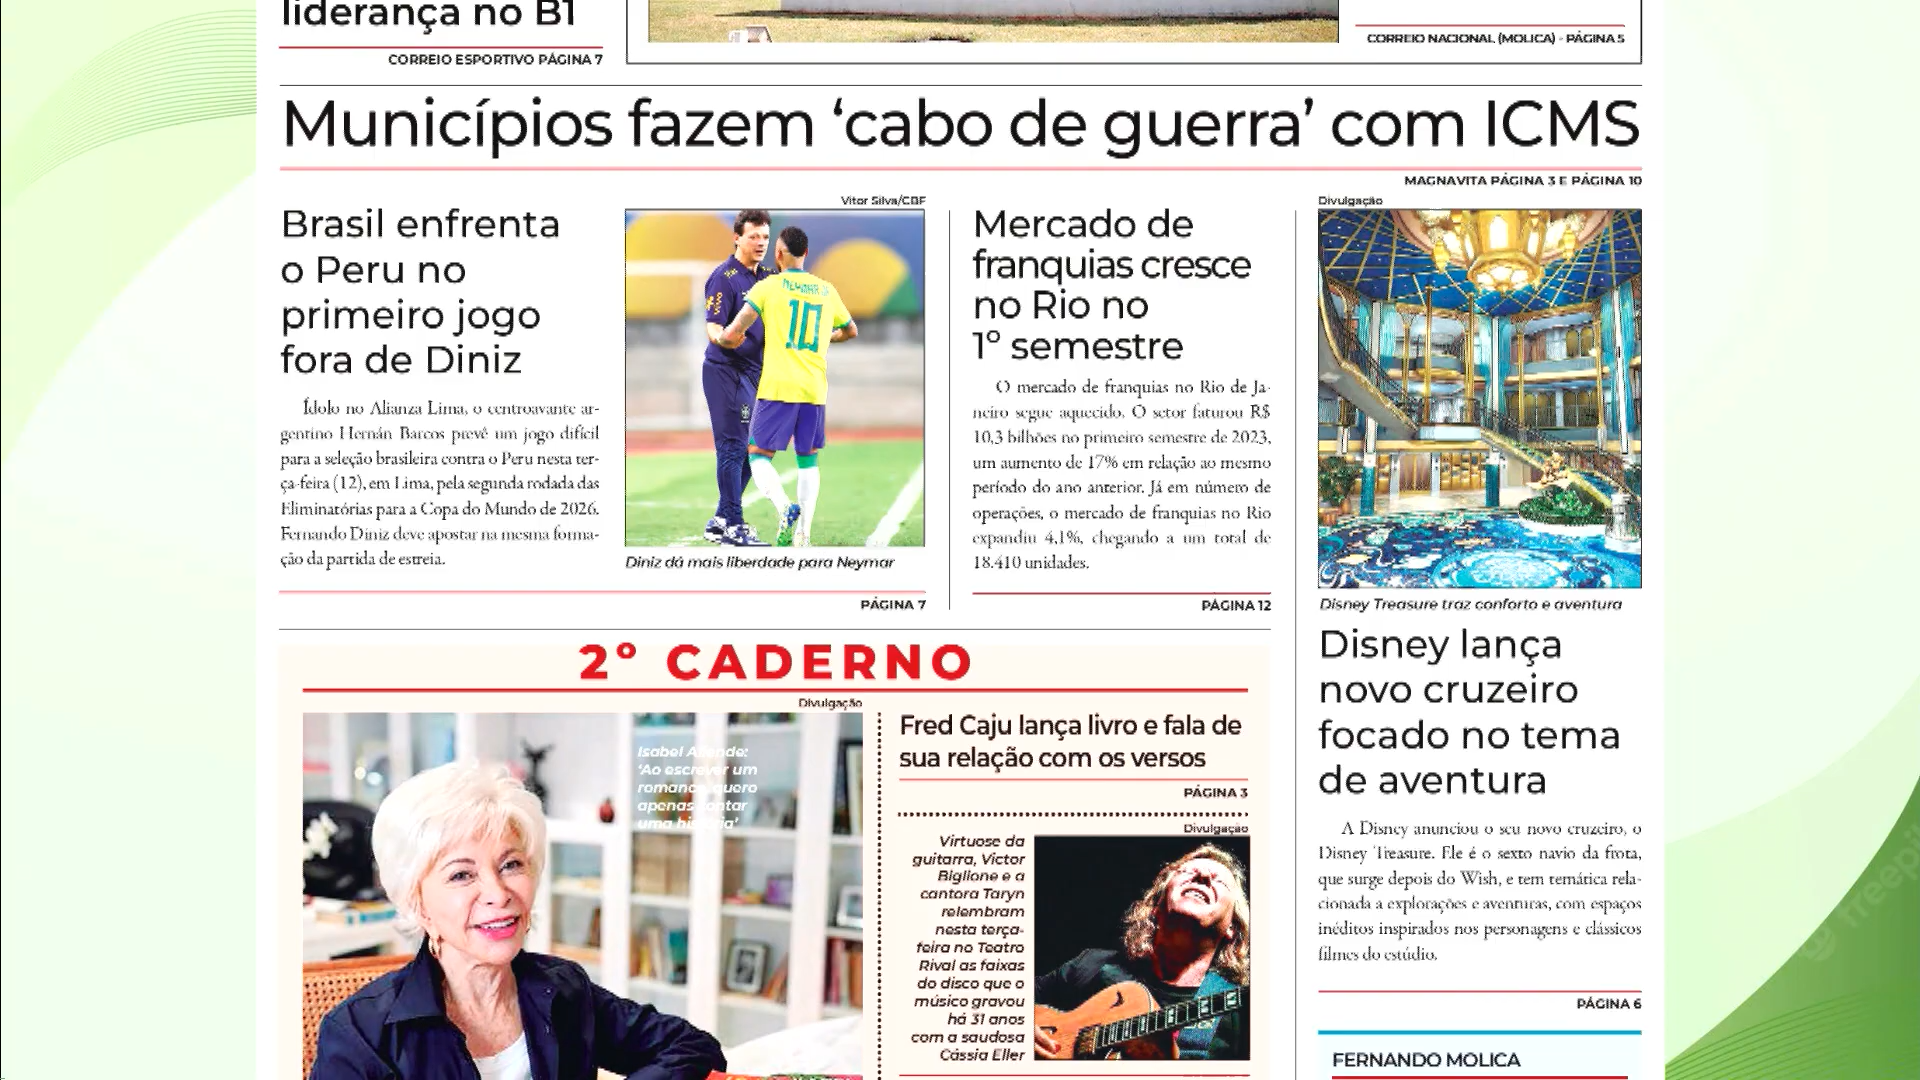 liderança no B1
CORREIO ESPORTIVO PÁGINA 7
CORREIO NACIONAL (MOLICA) - PÁGINA 5
Municípios fazem ‘cabo de guerra’ com ICMS
MAGNAVITA PÁGINA 3 E PÁGINA 10
Brasil enfrenta
o Peru no
primeiro jogo
fora de Diniz
Ídolo no Alianza Lima, o centroavante ar-
gentino Hernán Barcos prevê um jogo difícil
para a seleção brasileira contra o Peru nesta ter-
ça-feira (12), em Lima, pela segunda rodada das
Eliminatórias para a Copa do Mundo de 2026.
Fernando Diniz deve apostar na mesma forma-
ção da partida de estreia.
Vitor Silva/CBF
NEYMAR JR
10
Diniz dá mais liberdade para Neymar
PÁGINA 7
Mercado de
franquias cresce
no Rio no
1º semestre
O mercado de franquias no Rio de Ja-
neiro segue aquecido. O setor faturou R$
10,3 bilhões no primeiro semestre de 2023,
um aumento de 17% em relação ao mesmo
período do ano anterior. Já em número de
operações, o mercado de franquias no Rio
expandiu 4,1%, chegando a um total de
18.410 unidades.
PÁGINA 12
Divulgação
Disney Treasure traz conforto e aventura
Disney lança
novo cruzeiro
focado no tema
de aventura
A Disney anunciou o seu novo cruzeiro, o
Disney Treasure. Ele é o sexto navio da frota,
que surge depois do Wish, e tem temática rela-
cionada a explorações e aventuras, com espaços
inéditos inspirados nos personagens e clássicos
filmes do estúdio.
PÁGINA 6
FERNANDO MOLICA
2º CADERNO
Divulgação
Isabel Allende:
‘Ao escrever um
romance, quero
apenas contar
uma história’
Fred Caju lança livro e fala de
sua relação com os versos
PÁGINA 3
Divulgação
Virtuose da
guitarra, Victor
Biglione e a
cantora Taryn
relembram
nesta terça-
feira no Teatro
Rival as faixas
do disco que o
músico gravou
há 31 anos
com a saudosa
Cássia Eller